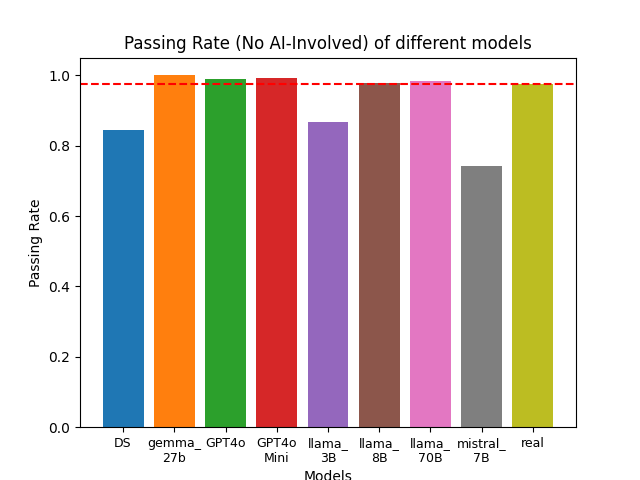 Passing Rate (No AI-Involved) of different models
Passing Rate
1.0
0.8
0.6
0.4
0.2
0.0
DS gemma_ GPT4o GPT4o llama_ llama_ llama_ mistral_ real
27b Mini 3B 8B 70B 7B
Models